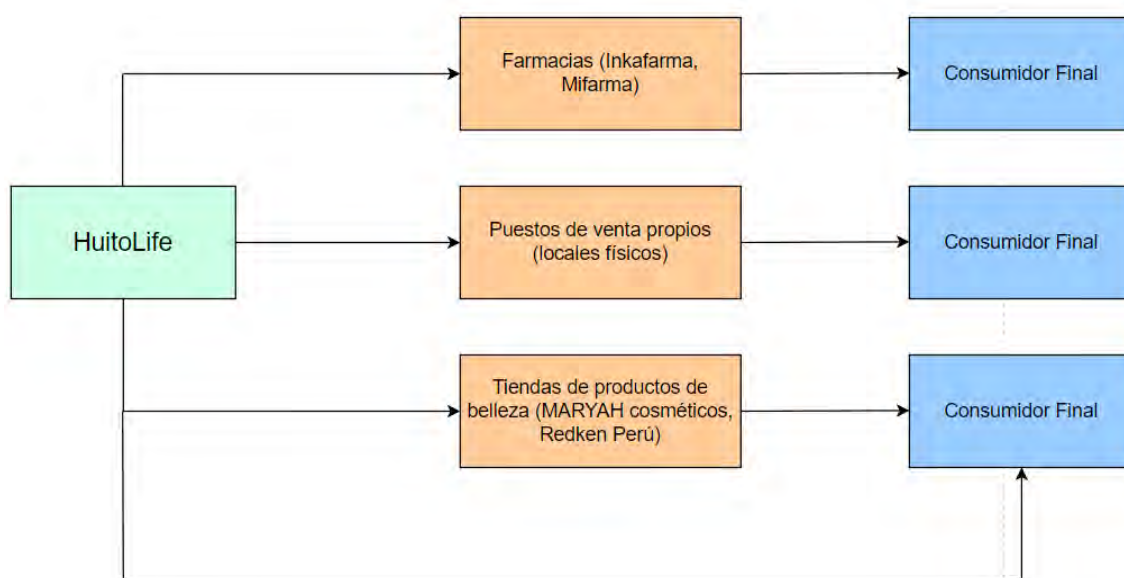 Farmacias (Inkafarma,
Mifarma)
Consumidor Final
HuitoLife
Puestos de venta propios
(locales físicos)
Consumidor Final
Tiendas de productos de
belleza (MARYAH cosméticos,
Redken Perú)
Consumidor Final